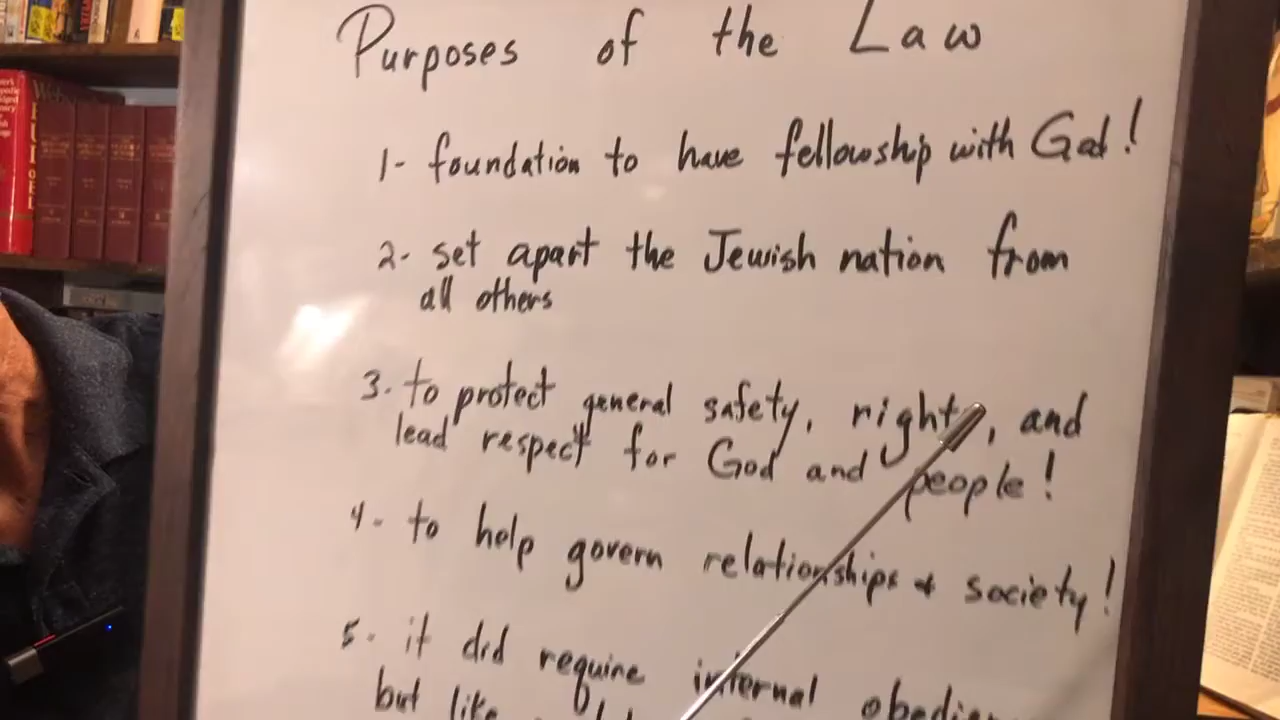 Purposes of the Law
1- foundation to have fellowship with God!
2- set apart the Jewish nation from
all others
3- to protect general safety, right, and
lead respect for God and people!
4- to help govern relationships & society!
5- it did require internal
but like